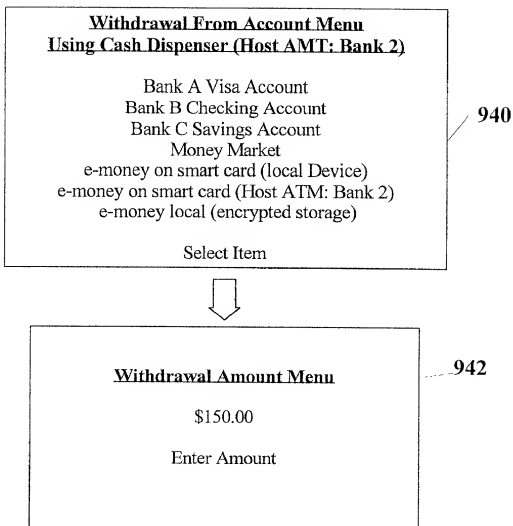 Withdrawal From Account Menu
Using Cash Dispenser (Host AMT: Bank 2)
Bank A Visa Account
Bank B Checking Account
Bank C Savings Account
Money Market
e-money on smart card (local Device)
e-money on smart card (Host ATM: Bank 2)
e-money local (encrypted storage)
Select Item
940
Withdrawal Amount Menu
$150.00
Enter Amount
942